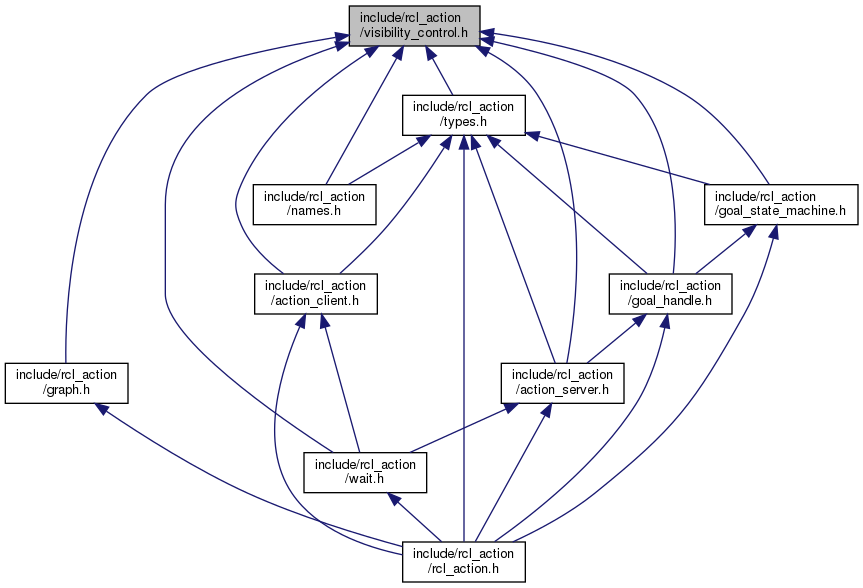 include/rcl_action
/visibility_control.h
include/rcl_action
/types.h
include/rcl_action
/names.h
include/rcl_action
/goal_state_machine.h
include/rcl_action
/action_client.h
include/rcl_action
/goal_handle.h
include/rcl_action
/graph.h
include/rcl_action
/action_server.h
include/rcl_action
/wait.h
include/rcl_action
/rcl_action.h